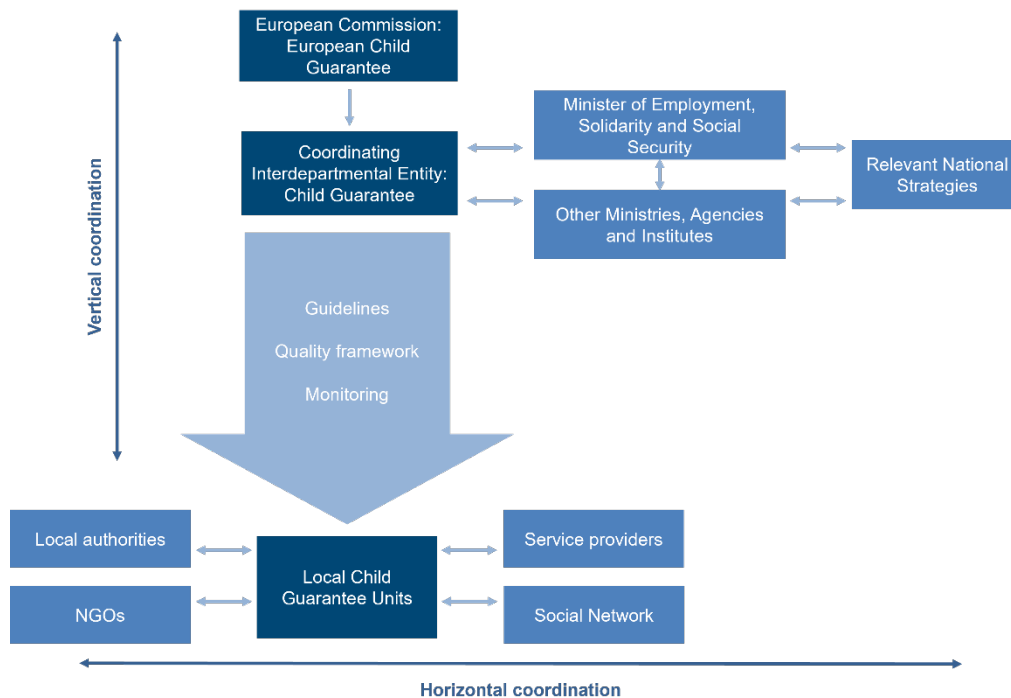 European Commission:
European Child
Guarantee
Minister of Employment,
Solidarity and Social
Security
Coordinating
Interdepartmental Entity:
Child Guarantee
Relevant National
Strategies
Other Ministries, Agencies
and Institutes
Vertical coordination
Guidelines
Quality framework
Monitoring
Local authorities
Service providers
Local Child
Guarantee Units
NGOs
Social Network
Horizontal coordination